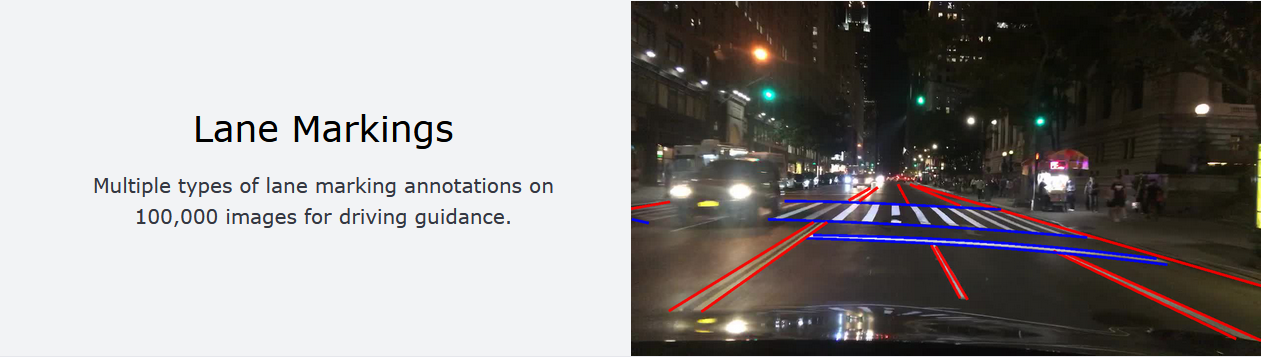 Lane Markings
Multiple types of lane marking annotations on
100,000 images for driving guidance.